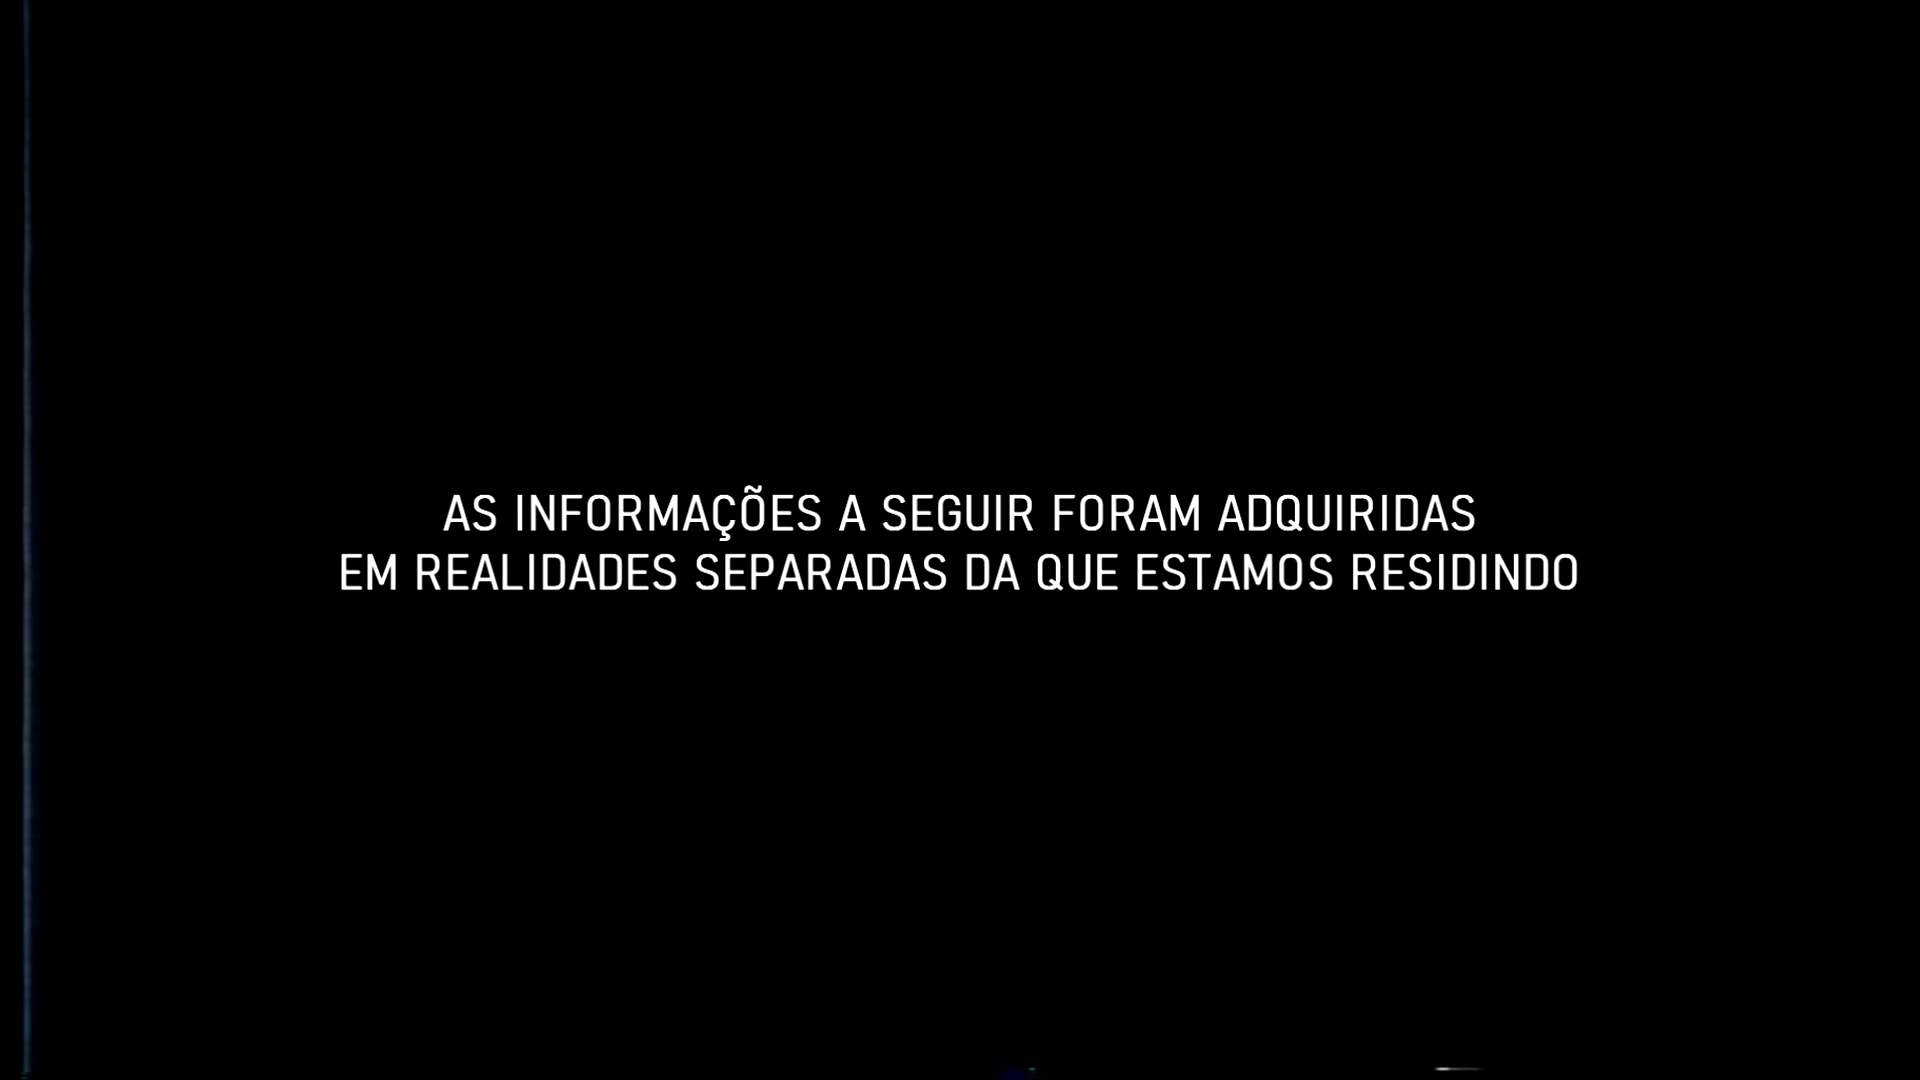 AS INFORMAÇÕES A SEGUIR FORAM ADQUIRIDAS
EM REALIDADES SEPARADAS DA QUE ESTAMOS RESIDINDO